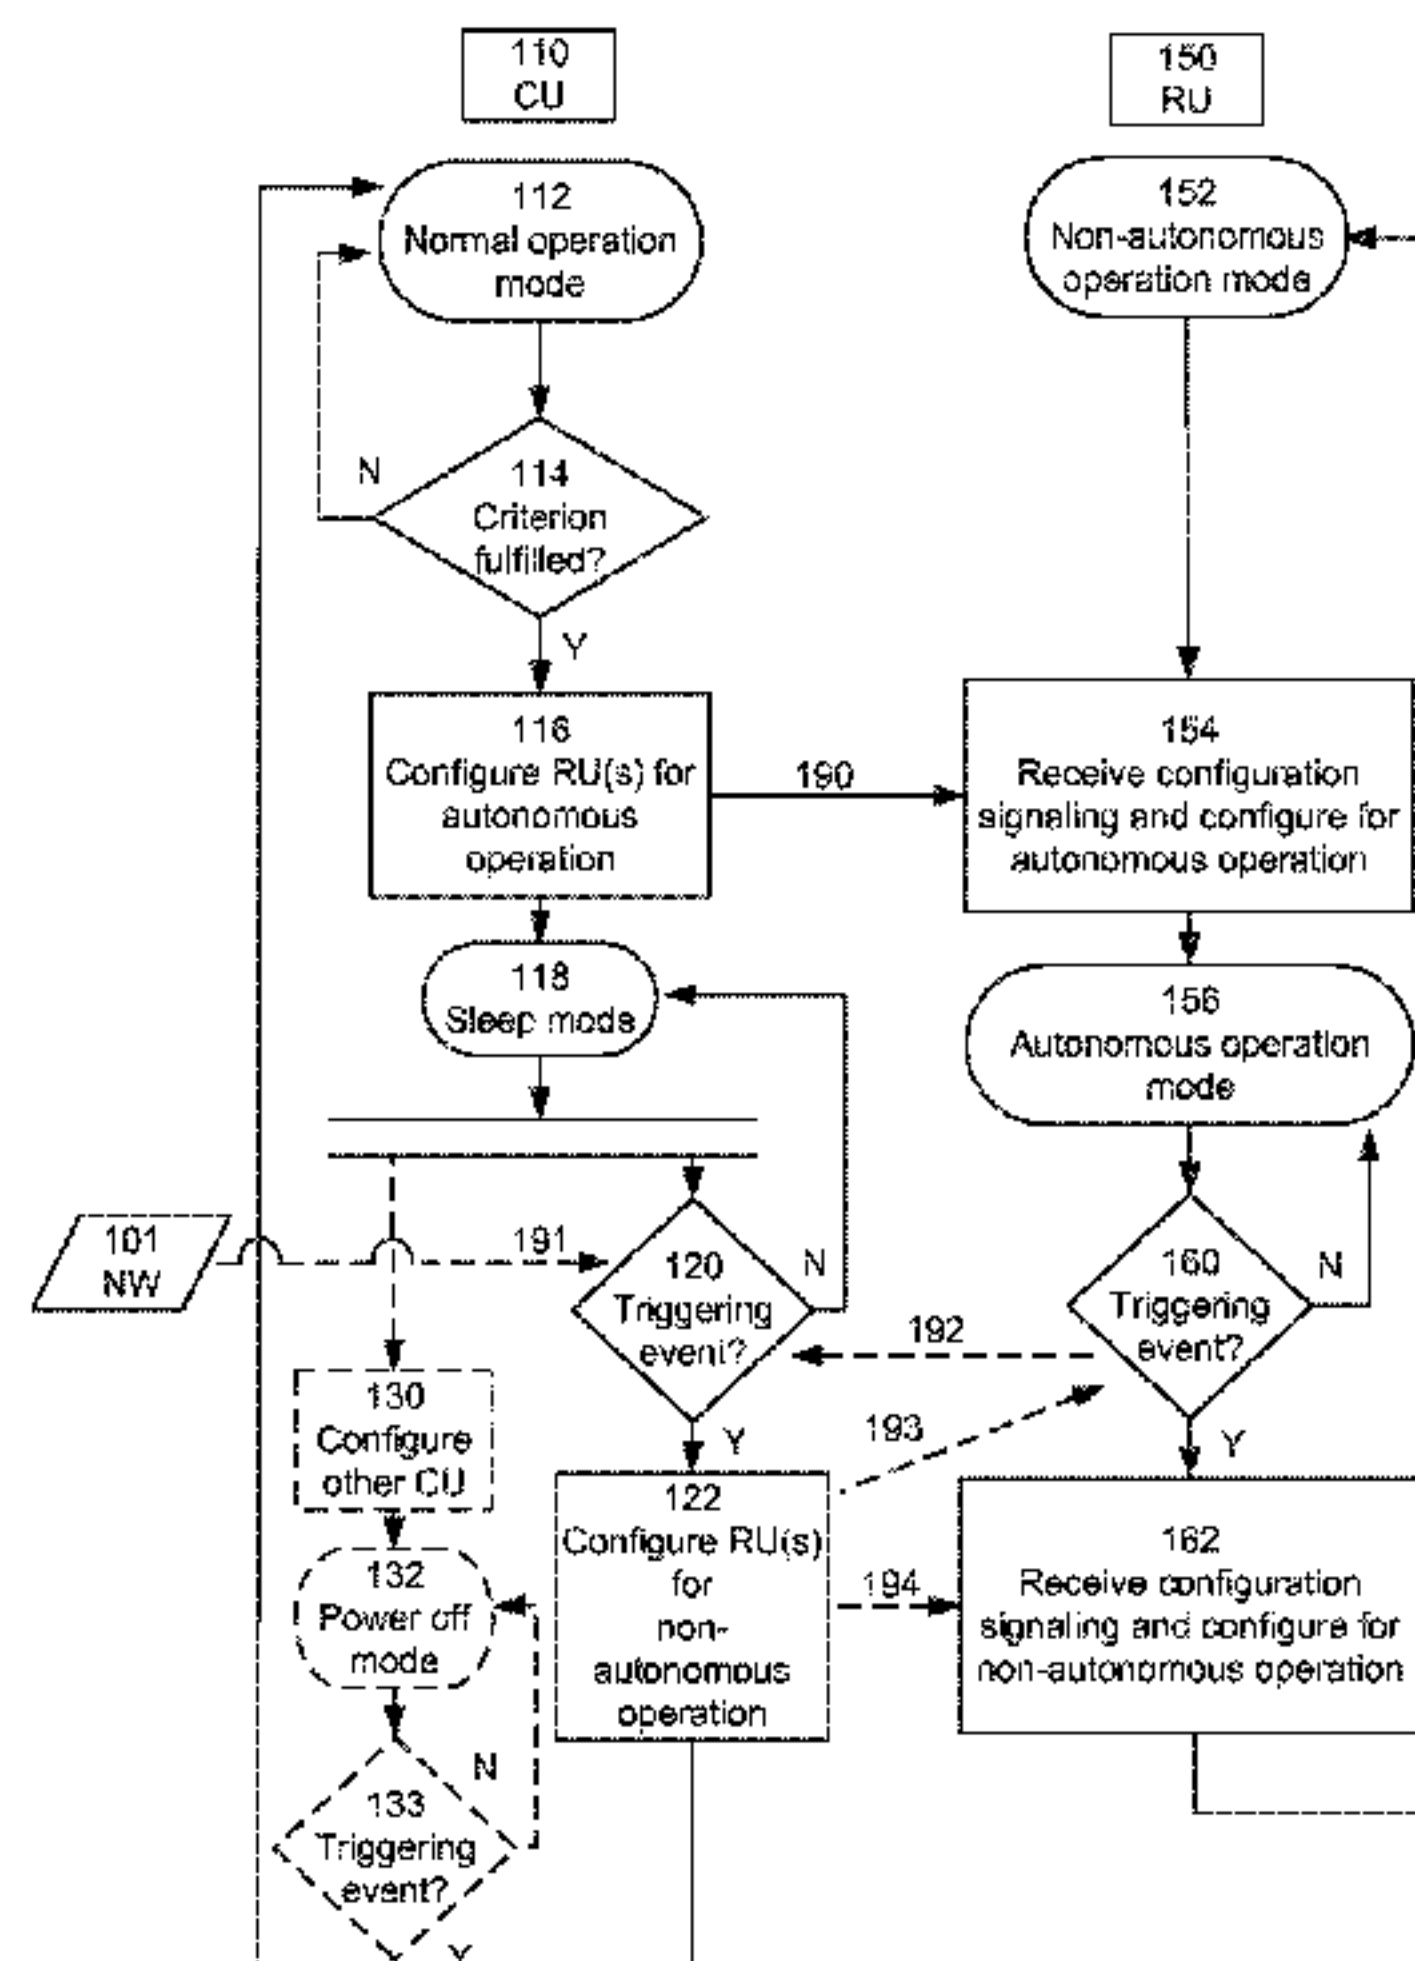 110
CU
150
RU
112
Normal operation
mode
152
Non-autonomous
operation mode
N
114
Criterion
fulfilled?
Y
116
Configure RU(s) for
autonomous
operation
190
154
Receive configuration
signaling and configure for
autonomous operation
118
Sleep mode
156
Autonomous operation
mode
101
NW
191
120
Triggering
event?
N
160
Triggering
event?
N
192
130
Configure
other CU
Y
193
Y
122
Configure RU(s)
for
non-
autonomous
operation
194
162
Receive configuration
signaling and configure for
non-autonomous operation
132
Power off
mode
N
133
Triggering
event?
Y